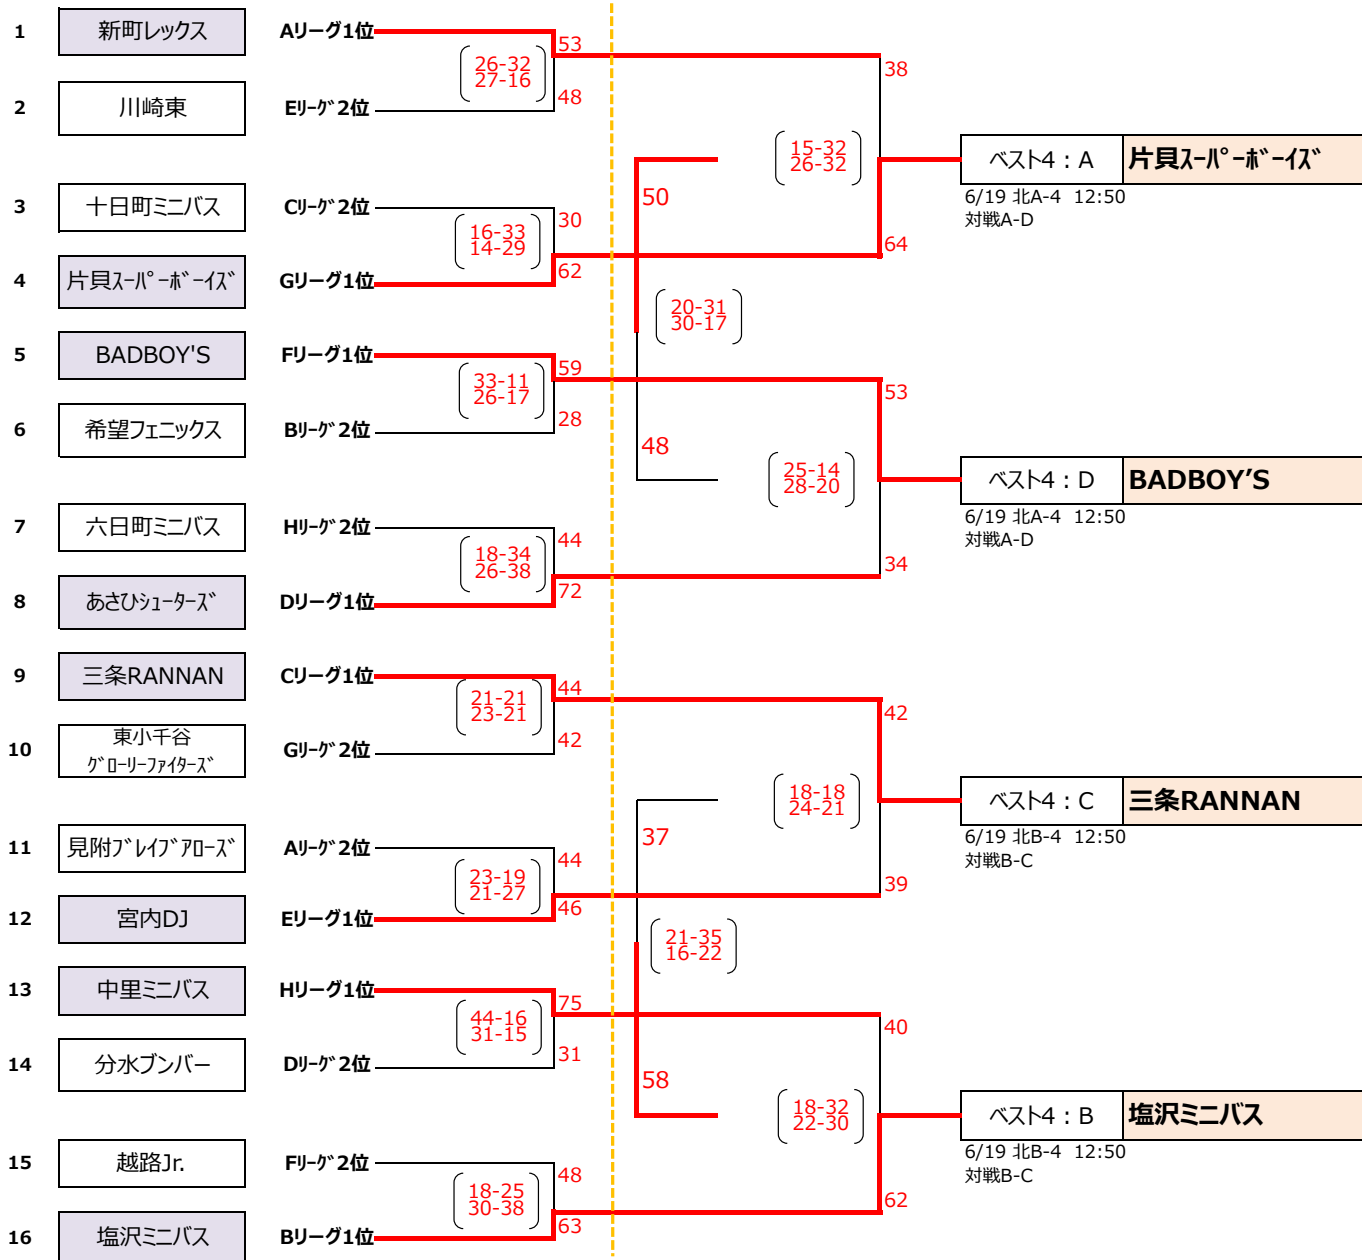 1 新町レックス Aリーグ1位
53
26-32
27-16
38
48
2 川崎東 Eﾘｰｸﾞ2位
15-32
26-32
ベスト4：A 片貝ｽｰﾊﾟｰﾎﾞｰｲｽﾞ
6/19 北A-4 12:50
対戦A-D
50
3 十日町ミニバス Cﾘｰｸﾞ2位
30
16-33
14-29
64
62
4 片貝ｽｰﾊﾟｰﾎﾞｰｲｽﾞ Gリーグ1位
20-31
30-17
5 BADBOY'S Fリーグ1位
59
33-11
26-17
53
28
6 希望フェニックス Bﾘｰｸﾞ2位
48
25-14
28-20
ベスト4：D BADBOY’S
6/19 北A-4 12:50
対戦A-D
7 六日町ミニバス Hﾘｰｸﾞ2位
44
18-34
26-38
34
72
8 あさひｼｭｰﾀｰｽﾞ Dリーグ1位
9 三条RANNAN Cリーグ1位
44
21-21
23-21
42
42
10 東小千谷
ｸﾞﾛｰﾘｰﾌｧｲﾀｰｽﾞ
Gﾘｰｸﾞ2位
18-18
24-21
ベスト4：C 三条RANNAN
6/19 北B-4 12:50
対戦B-C
37
11 見附ﾌﾞﾚｲﾌﾞｱﾛｰｽﾞ Aﾘｰｸﾞ2位
44
23-19
21-27
39
46
12 宮内DJ Eリーグ1位
21-35
16-22
13 中里ミニバス Hリーグ1位
75
44-16
31-15
40
31
14 分水ブンバー Dﾘｰｸﾞ2位
58
18-32
22-30
ベスト4：B 塩沢ミニバス
6/19 北B-4 12:50
対戦B-C
15 越路Jr. Fﾘｰｸﾞ2位
48
18-25
30-38
62
63
16 塩沢ミニバス Bリーグ1位